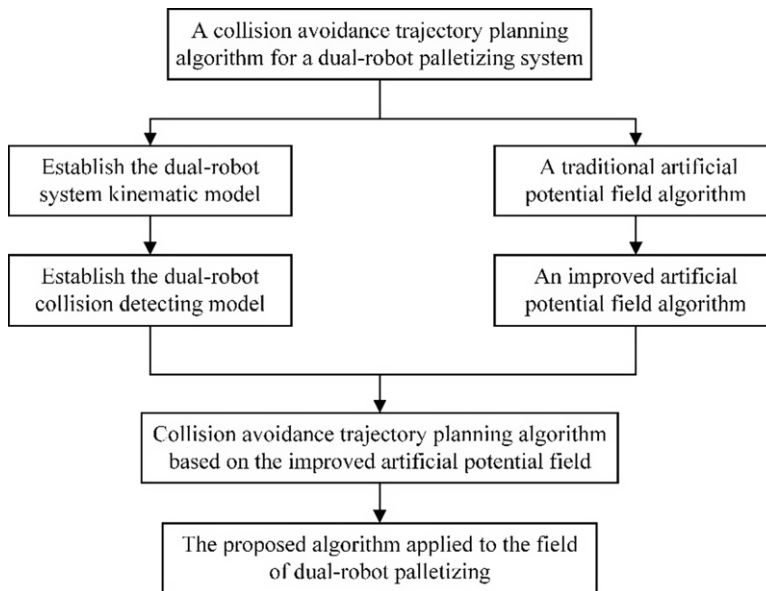 A collision avoidance trajectory planning
algorithm for a dual-robot palletizing system
Establish the dual-robot
system kinematic model
A traditional artificial
potential field algorithm
Establish the dual-robot
collision detecting model
An improved artificial
potential field algorithm
Collision avoidance trajectory planning algorithm
based on the improved artificial potential field
The proposed algorithm applied to the field
of dual-robot palletizing